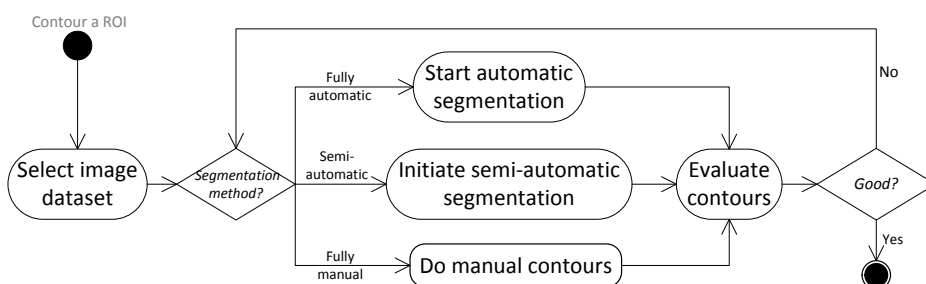 Contour a ROI
Select image
dataset
Segmentation
method?
Fully
automatic
Start automatic
segmentation
Semi-
automatic
Initiate semi-automatic
segmentation
Fully
manual
Do manual contours
Evaluate
contours
Good?
No
Yes